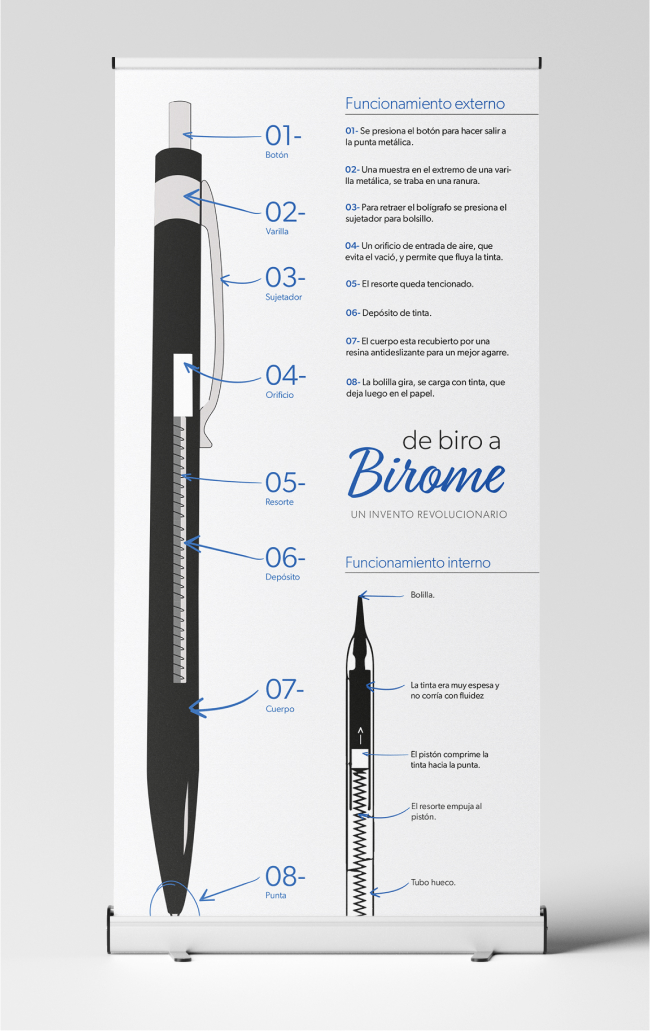 01-
Botón
02-
Varilla
03-
Sujetador
04-
Orificio
05-
Resorte
06-
Depósito
07-
Cuerpo
08-
Punta
Funcionamiento externo
01- Se presiona el botón para hacer salir a
la punta metálica.
02- Una muestra en el extremo de una vari-
lla metálica, se traba en una ranura.
03- Para retraer el bolígrafo se presiona el
sujetador para bolsillo.
04- Un orificio de entrada de aire, que
evita el vació, y permite que fluya la tinta.
05- El resorte queda tencionado.
06- Depósito de tinta.
07- El cuerpo esta recubierto por una
resina antideslizante para un mejor agarre.
08- La bolilla gira, se carga con tinta, que
deja luego en el papel.
de biro a
Birome
UN INVENTO REVOLUCIONARIO
Funcionamiento interno
Bolilla.
La tinta era muy espesa y
no corría con fluidez
El pistón comprime la
tinta hacia la punta.
El resorte empuja al
pistón.
Tubo hueco.